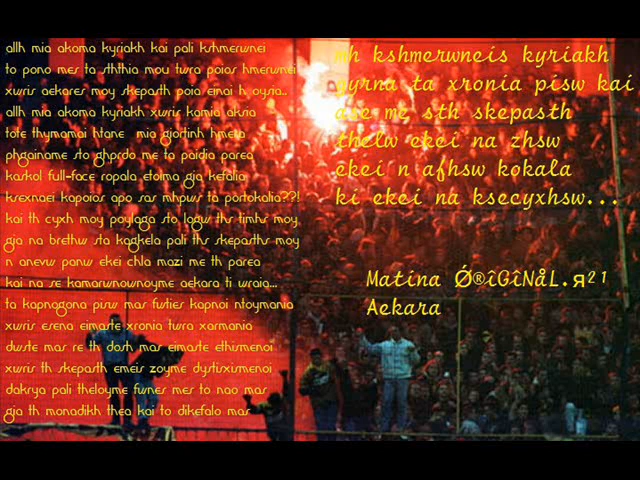 allh mia akoma kyriakh kai pali kshmerwnei
to pono mes ta sththia mou twra poios hmerwnei
xwris aekares moy skepasth poia einai h oysia..
allh mia akoma kyriakh xwris kamia aksia
tote thymamai htane mia giortinh hmera
phgainame sto ghprdo me ta paidia parea
kaskol full-face ropala etoima gia kefalia
ksexnaei kapoios apo sas mhpws ta portokalia??!
kai th cyxh moy poylaga sto logw ths timhs moy
gia na brethw sta kagkela pali ths skepasths moy
n anevw panw ekei chla mazi me th parea
kai na se kamarwnownoyme aekara ti wraia...
ta kapnagona pisw mas fwties kapnoi ntoymania
xwris esena eimaste xronia twra xarmania
dwste mas re th dosh mas eimaste ethismenoi
xwris th skepasth emeis zoyme dystixismenoi
dakrya pali theloyme fwnes mes to nao mas
gia th monadikh thea kai to dikefalo mas
mh kshmerwneis kyriakh
gyrna ta xronia pisw kai
ase me sth skepasth
thelw ekei na zhsw
ekei n afhsw kokala
ki ekei na ksecyxhsw...
Matina Ǿ®îGîNåL.я²¹
Aekara